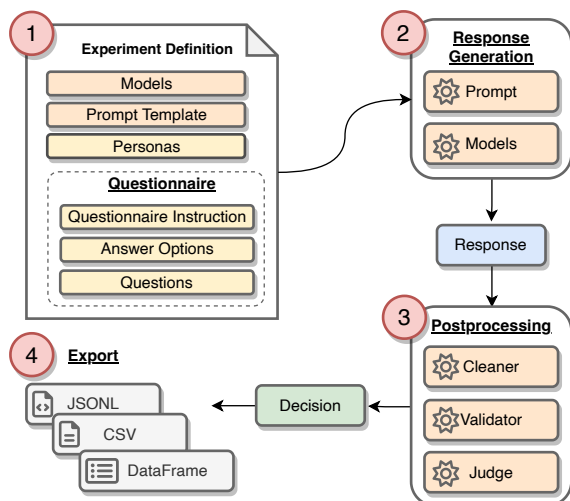 1
Experiment Definition
Models
Prompt Template
Personas
Questionnaire
Questionnaire Instruction
Answer Options
Questions
2
Response
Generation
Prompt
Models
Response
3
Postprocessing
Cleaner
Validator
Judge
Decision
4
Export
JSONL
CSV
DataFrame